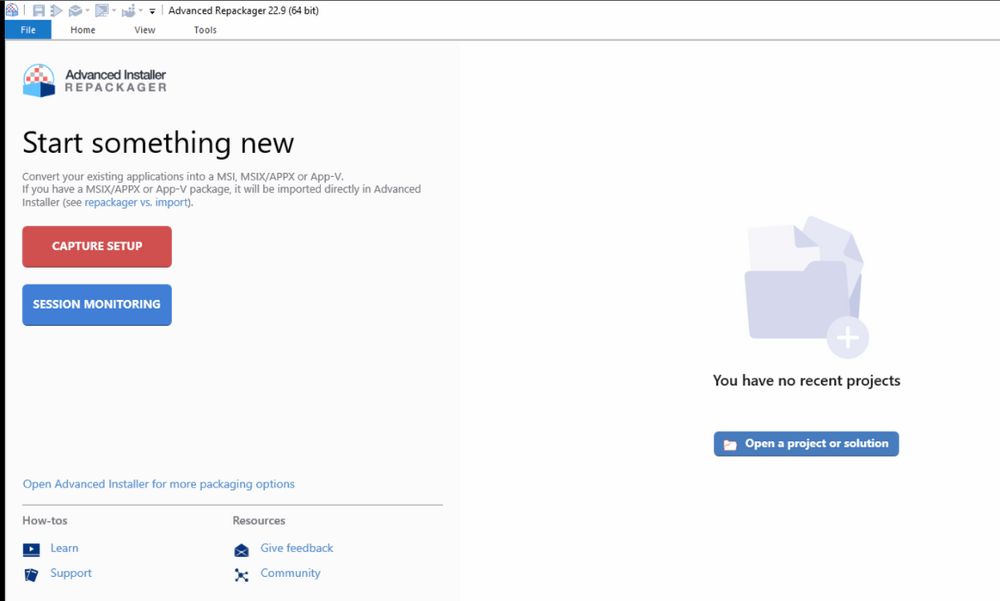 Advanced Repackager 22.9 (64 bit)
File Home View Tools
Advanced Installer
REPACKAGER
Start something new
Convert your existing applications into a MSI, MSIX/APPX or App-V.
If you have a MSIX/APPX or App-V package, it will be imported directly in Advanced
Installer (see repackager vs. import).
CAPTURE SETUP
SESSION MONITORING
You have no recent projects
Open a project or solution
Open Advanced Installer for more packaging options
How-tos Resources
Learn Give feedback
Support Community